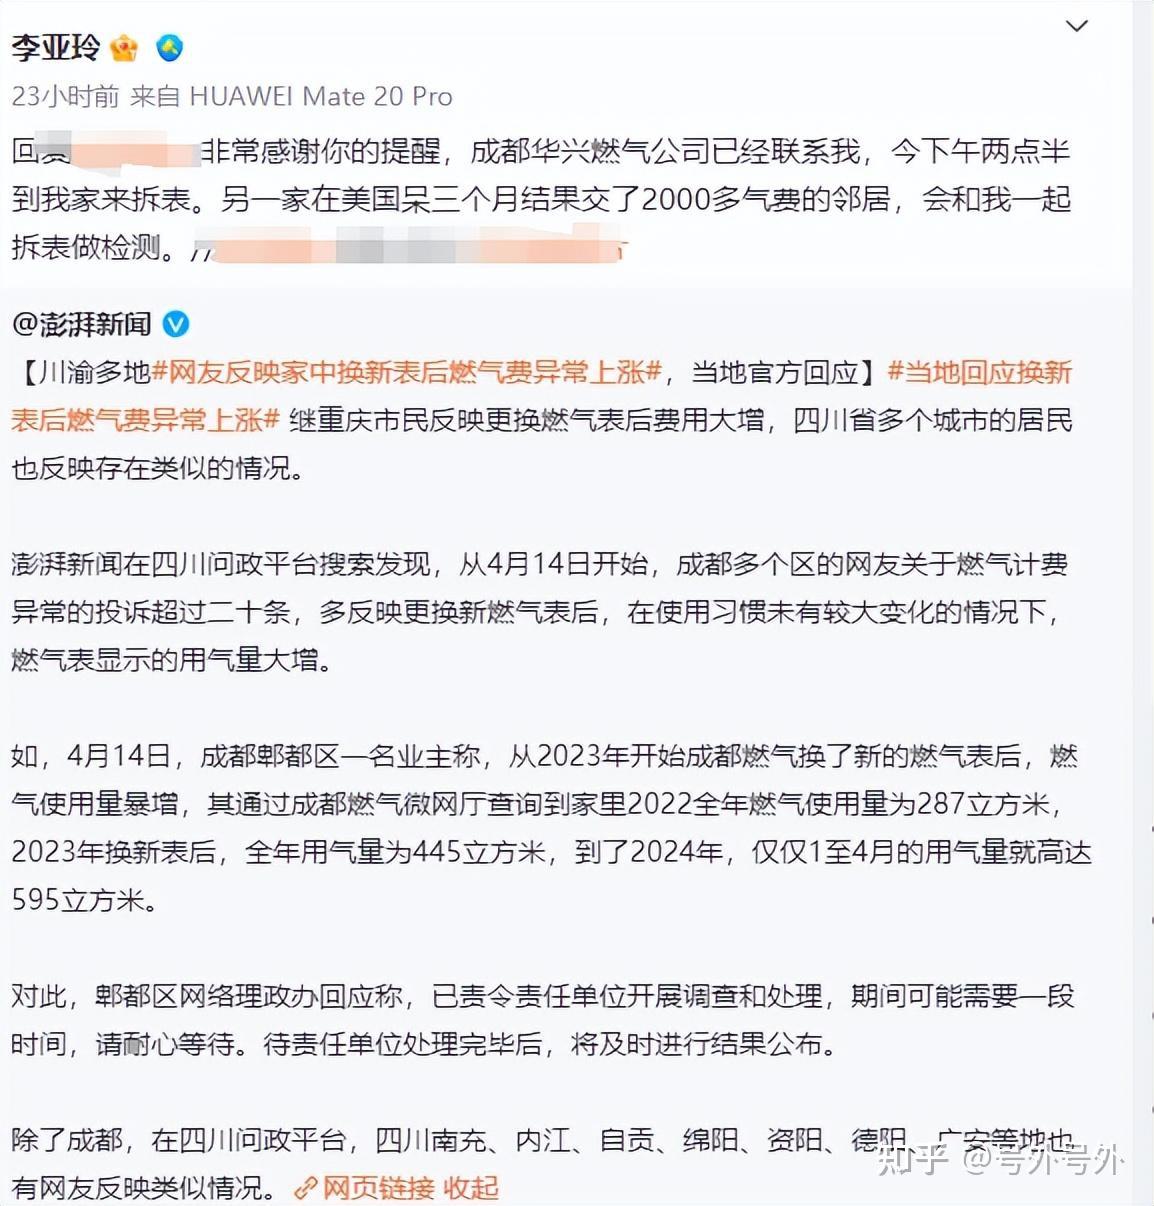 李亚玲
23小时前 来自 HUAWEI Mate 20 Pro
回复 非常感谢你的提醒，成都华兴燃气公司已经联系我，今下午两点半
到我家来拆表。另一家在美国呆三个月结果交了2000多气费的邻居，会和我一起
拆表做检测。//
@澎湃新闻
【川渝多地#网友反映家中换新表后燃气费异常上涨#，当地官方回应】#当地回应换新
表后燃气费异常上涨# 继重庆市民反映更换燃气表后费用大增，四川省多个城市的居民
也反映存在类似的情况。
澎湃新闻在四川问政平台搜索发现，从4月14日开始，成都多个区的网友关于燃气计费
异常的投诉超过二十条，多反映更换新燃气表后，在使用习惯未有较大变化的情况下，
燃气表显示的用气量大增。
如，4月14日，成都郫都区一名业主称，从2023年开始成都燃气换了新的燃气表后，燃
气使用量暴增，其通过成都燃气微网厅查询到家里2022全年燃气使用量为287立方米，
2023年换新表后，全年用气量为445立方米，到了2024年，仅仅1至4月的用气量就高达
595立方米。
对此，郫都区网络理政办回应称，已责令责任单位开展调查和处理，期间可能需要一段
时间，请耐心等待。待责任单位处理完毕后，将及时进行结果公布。
除了成都，在四川问政平台，四川南充、内江、自贡、绵阳、资阳、德阳、广安等地也
有网友反映类似情况。 网页链接 收起
知乎 @号外号外